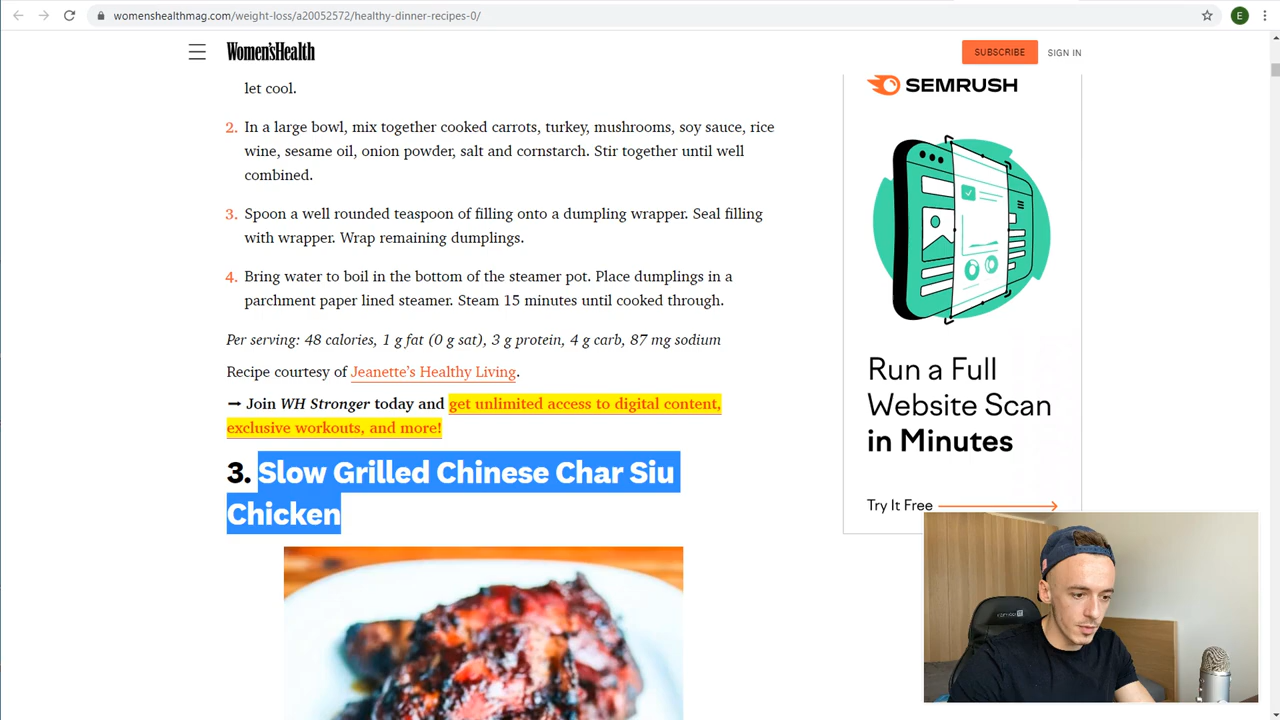 womenshealthmag.com/weight-loss/a20052572/healthy-dinner-recipes-0/
E
Women'sHealth
SUBSCRIBE
SIGN IN
let cool.
2. In a large bowl, mix together cooked carrots, turkey, mushrooms, soy sauce, rice
wine, sesame oil, onion powder, salt and cornstarch. Stir together until well
combined.
3. Spoon a well rounded teaspoon of filling onto a dumpling wrapper. Seal filling
with wrapper. Wrap remaining dumplings.
4. Bring water to boil in the bottom of the steamer pot. Place dumplings in a
parchment paper lined steamer. Steam 15 minutes until cooked through.
Per serving: 48 calories, 1 g fat (0 g sat), 3 g protein, 4 g carb, 87 mg sodium
Recipe courtesy of Jeanette's Healthy Living.
→ Join WH Stronger today and get unlimited access to digital content,
exclusive workouts, and more!
3. Slow Grilled Chinese Char Siu
Chicken
SEMRUSH
Run a Full
Website Scan
in Minutes
Try It Free